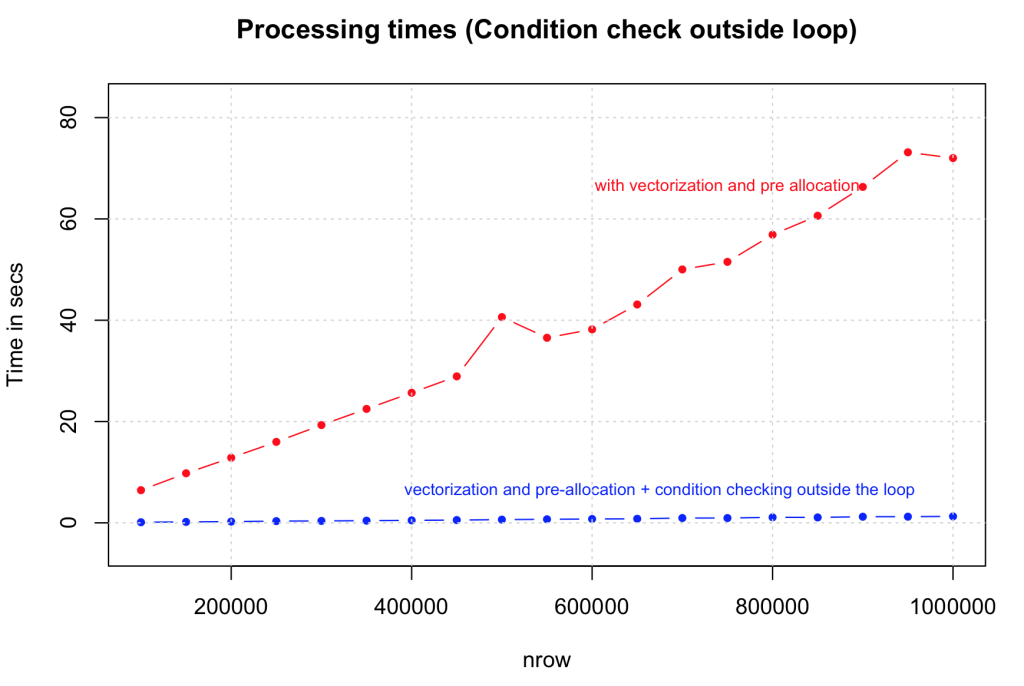 Processing times (Condition check outside loop)
80
60
40
20
0
Time in secs
with vectorization and pre allocation
vectorization and pre-allocation + condition checking outside the loop
200000
400000
600000
800000
1000000
nrow